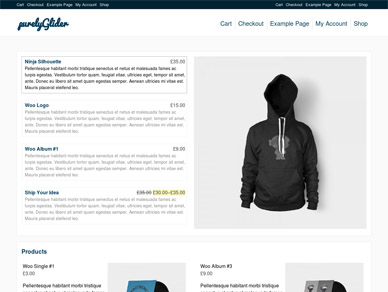 Cart Checkout Example Page My Account Shop
Cart Checkout Example Page My Account Shop
purelyGlider
Cart Checkout Example Page My Account Shop
Ninja Silhouette £35.00
Pellentesque habitant morbi tristique senectus et netus et malesuada fames ac
turpis egestas. Vestibulum tortor quam, feugiat vitae, ultricies eget, tempor sit amet,
ante. Donec eu libero sit amet quam egestas semper. Aenean ultricies mi vitae est.
Mauris placerat eleifend leo.
Woo Logo £15.00
Pellentesque habitant morbi tristique senectus et netus et malesuada fames ac
turpis egestas. Vestibulum tortor quam, feugiat vitae, ultricies eget, tempor sit amet,
ante. Donec eu libero sit amet quam egestas semper. Aenean ultricies mi vitae est.
Mauris placerat eleifend leo.
Woo Album #1 £9.00
Pellentesque habitant morbi tristique senectus et netus et malesuada fames ac
turpis egestas. Vestibulum tortor quam, feugiat vitae, ultricies eget, tempor sit amet,
ante. Donec eu libero sit amet quam egestas semper. Aenean ultricies mi vitae est.
Mauris placerat eleifend leo.
Ship Your Idea £35.00 £30.00–£35.00
Pellentesque habitant morbi tristique senectus et netus et malesuada fames ac
turpis egestas. Vestibulum tortor quam, feugiat vitae, ultricies eget, tempor sit amet,
ante. Donec eu libero sit amet quam egestas semper. Aenean ultricies mi vitae est.
Mauris placerat eleifend leo.
Products
Woo Single #1
£3.00
Pellentesque habitant
morbi tristique
Woo Album #3
£9.00
Pellentesque habitant
morbi tristique